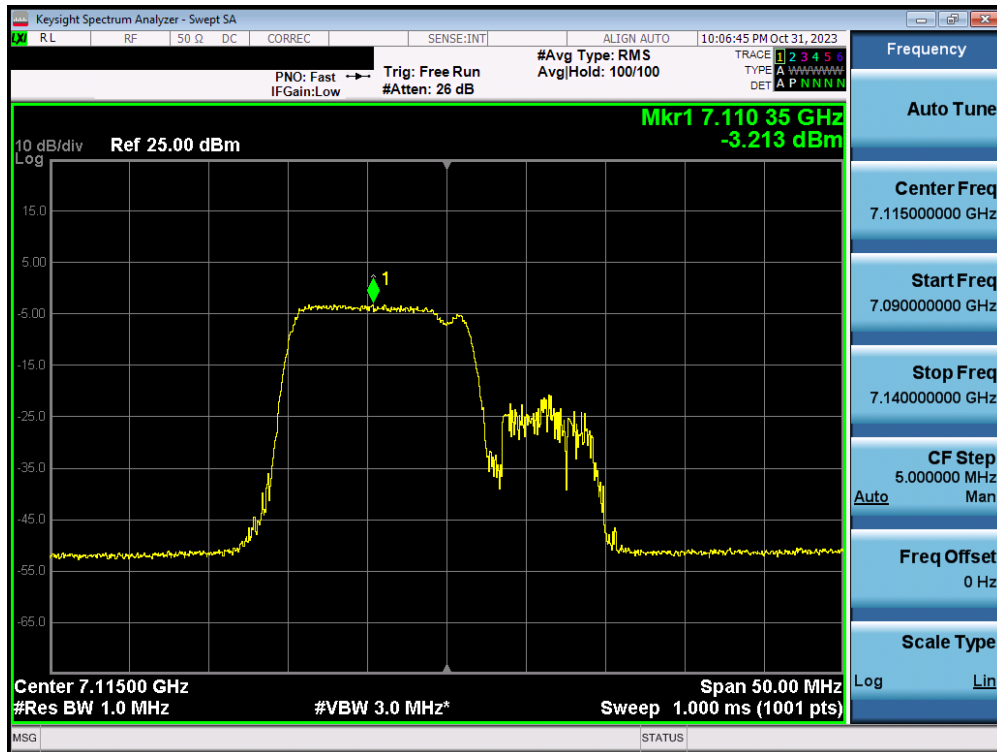 Keysight Spectrum Analyzer - Swept SA
LXI RL RF 50 Ω DC CORREC SENSE:INT ALIGN AUTO 10:06:45 PM Oct 31, 2023
PNO: Fast
IFGain:Low
Trig: Free Run
#Atten: 26 dB
#Avg Type: RMS
Avg|Hold: 100/100
TRACE 1 2 3 4 5 6
TYPE A WWWWW
DET A P N N N N
Mkr1 7.110 35 GHz
-3.213 dBm
10 dB/div Ref 25.00 dBm
Log
15.0
5.00
1
-5.00
-15.0
-25.0
-35.0
-45.0
-55.0
-65.0
Center 7.11500 GHz Span 50.00 MHz
#Res BW 1.0 MHz #VBW 3.0 MHz* Sweep 1.000 ms (1001 pts)
MSG STATUS
Frequency
Auto Tune
Center Freq
7.115000000 GHz
Start Freq
7.090000000 GHz
Stop Freq
7.140000000 GHz
CF Step
5.000000 MHz
Auto Man
Freq Offset
0 Hz
Scale Type
Log Lin